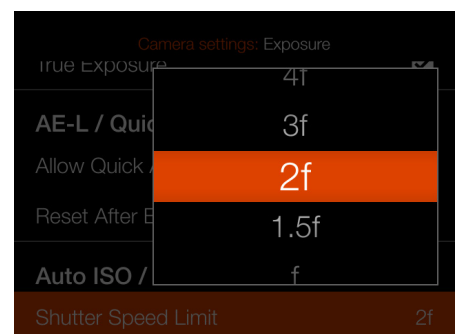 Camera settings: Exposure
True Exposure
4f
AE-L / Quic
3f
Allow Quick
2f
Reset After E
1.5f
Auto ISO /
f
Shutter Speed Limit 2f